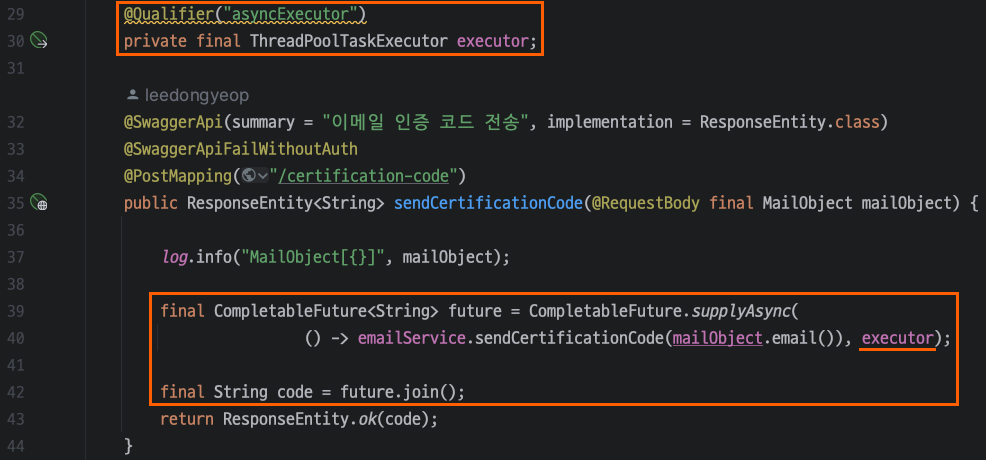 29 @Qualifier("asyncExecutor")
30 private final ThreadPoolTaskExecutor executor;
31
leedongyeop
32 @SwaggerApi(summary = "이메일 인증 코드 전송", implementation = ResponseEntity.class)
33 @SwaggerApiFailWithoutAuth
34 @PostMapping("/certification-code")
35 public ResponseEntity<String> sendCertificationCode(@RequestBody final MailObject mailObject) {
36
37 log.info("MailObject[{}]", mailObject);
38
39 final CompletableFuture<String> future = CompletableFuture.supplyAsync(
40 () -> emailService.sendCertificationCode(mailObject.email()), executor);
41
42 final String code = future.join();
43 return ResponseEntity.ok(code);
44 }